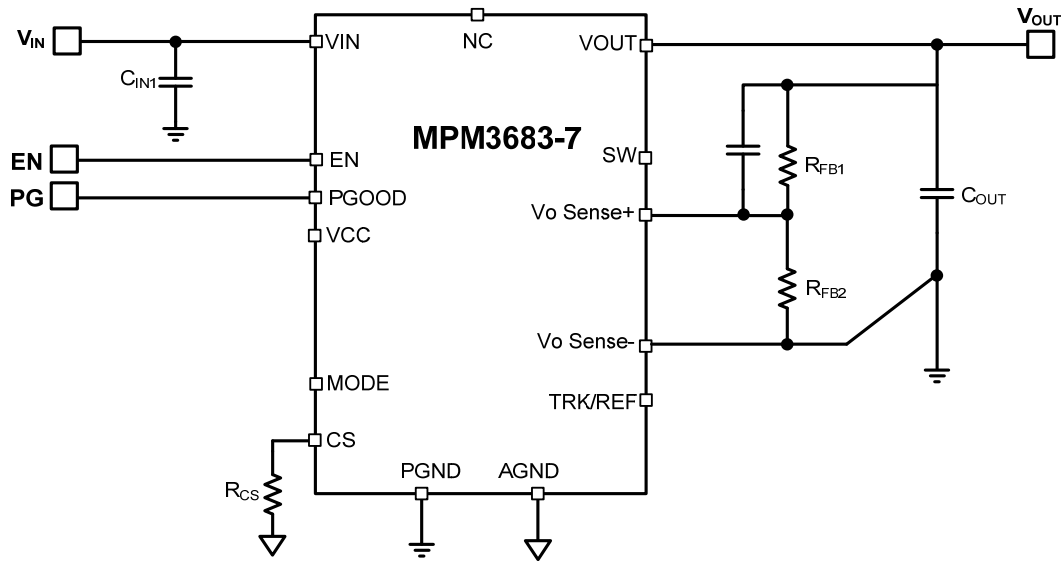 VIN
VIN
NC
VOUT
VOUT
CIN1
MPM3683-7
EN
EN
SW
RFB1
PG
PGOOD
Vo Sense+
COUT
VCC
RFB2
Vo Sense-
MODE
TRK/REF
CS
PGND
AGND
RCS